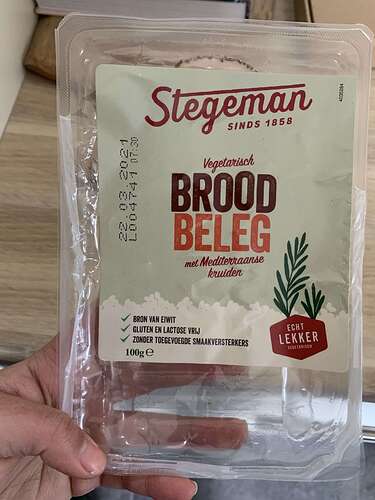 Stegeman
SINDS 1858
22.03.2021
L004741 07:30
Vegetarisch
BROOD
BELEG
met Mediterraanse
kruiden
BRON VAN EIWIT
GLUTEN EN LACTOSE VRIJ
ZONDER TOEGEVOEGDE SMAAKVERSTERKERS
100g ℮
ECHT
LEKKER
VEGETARISCH